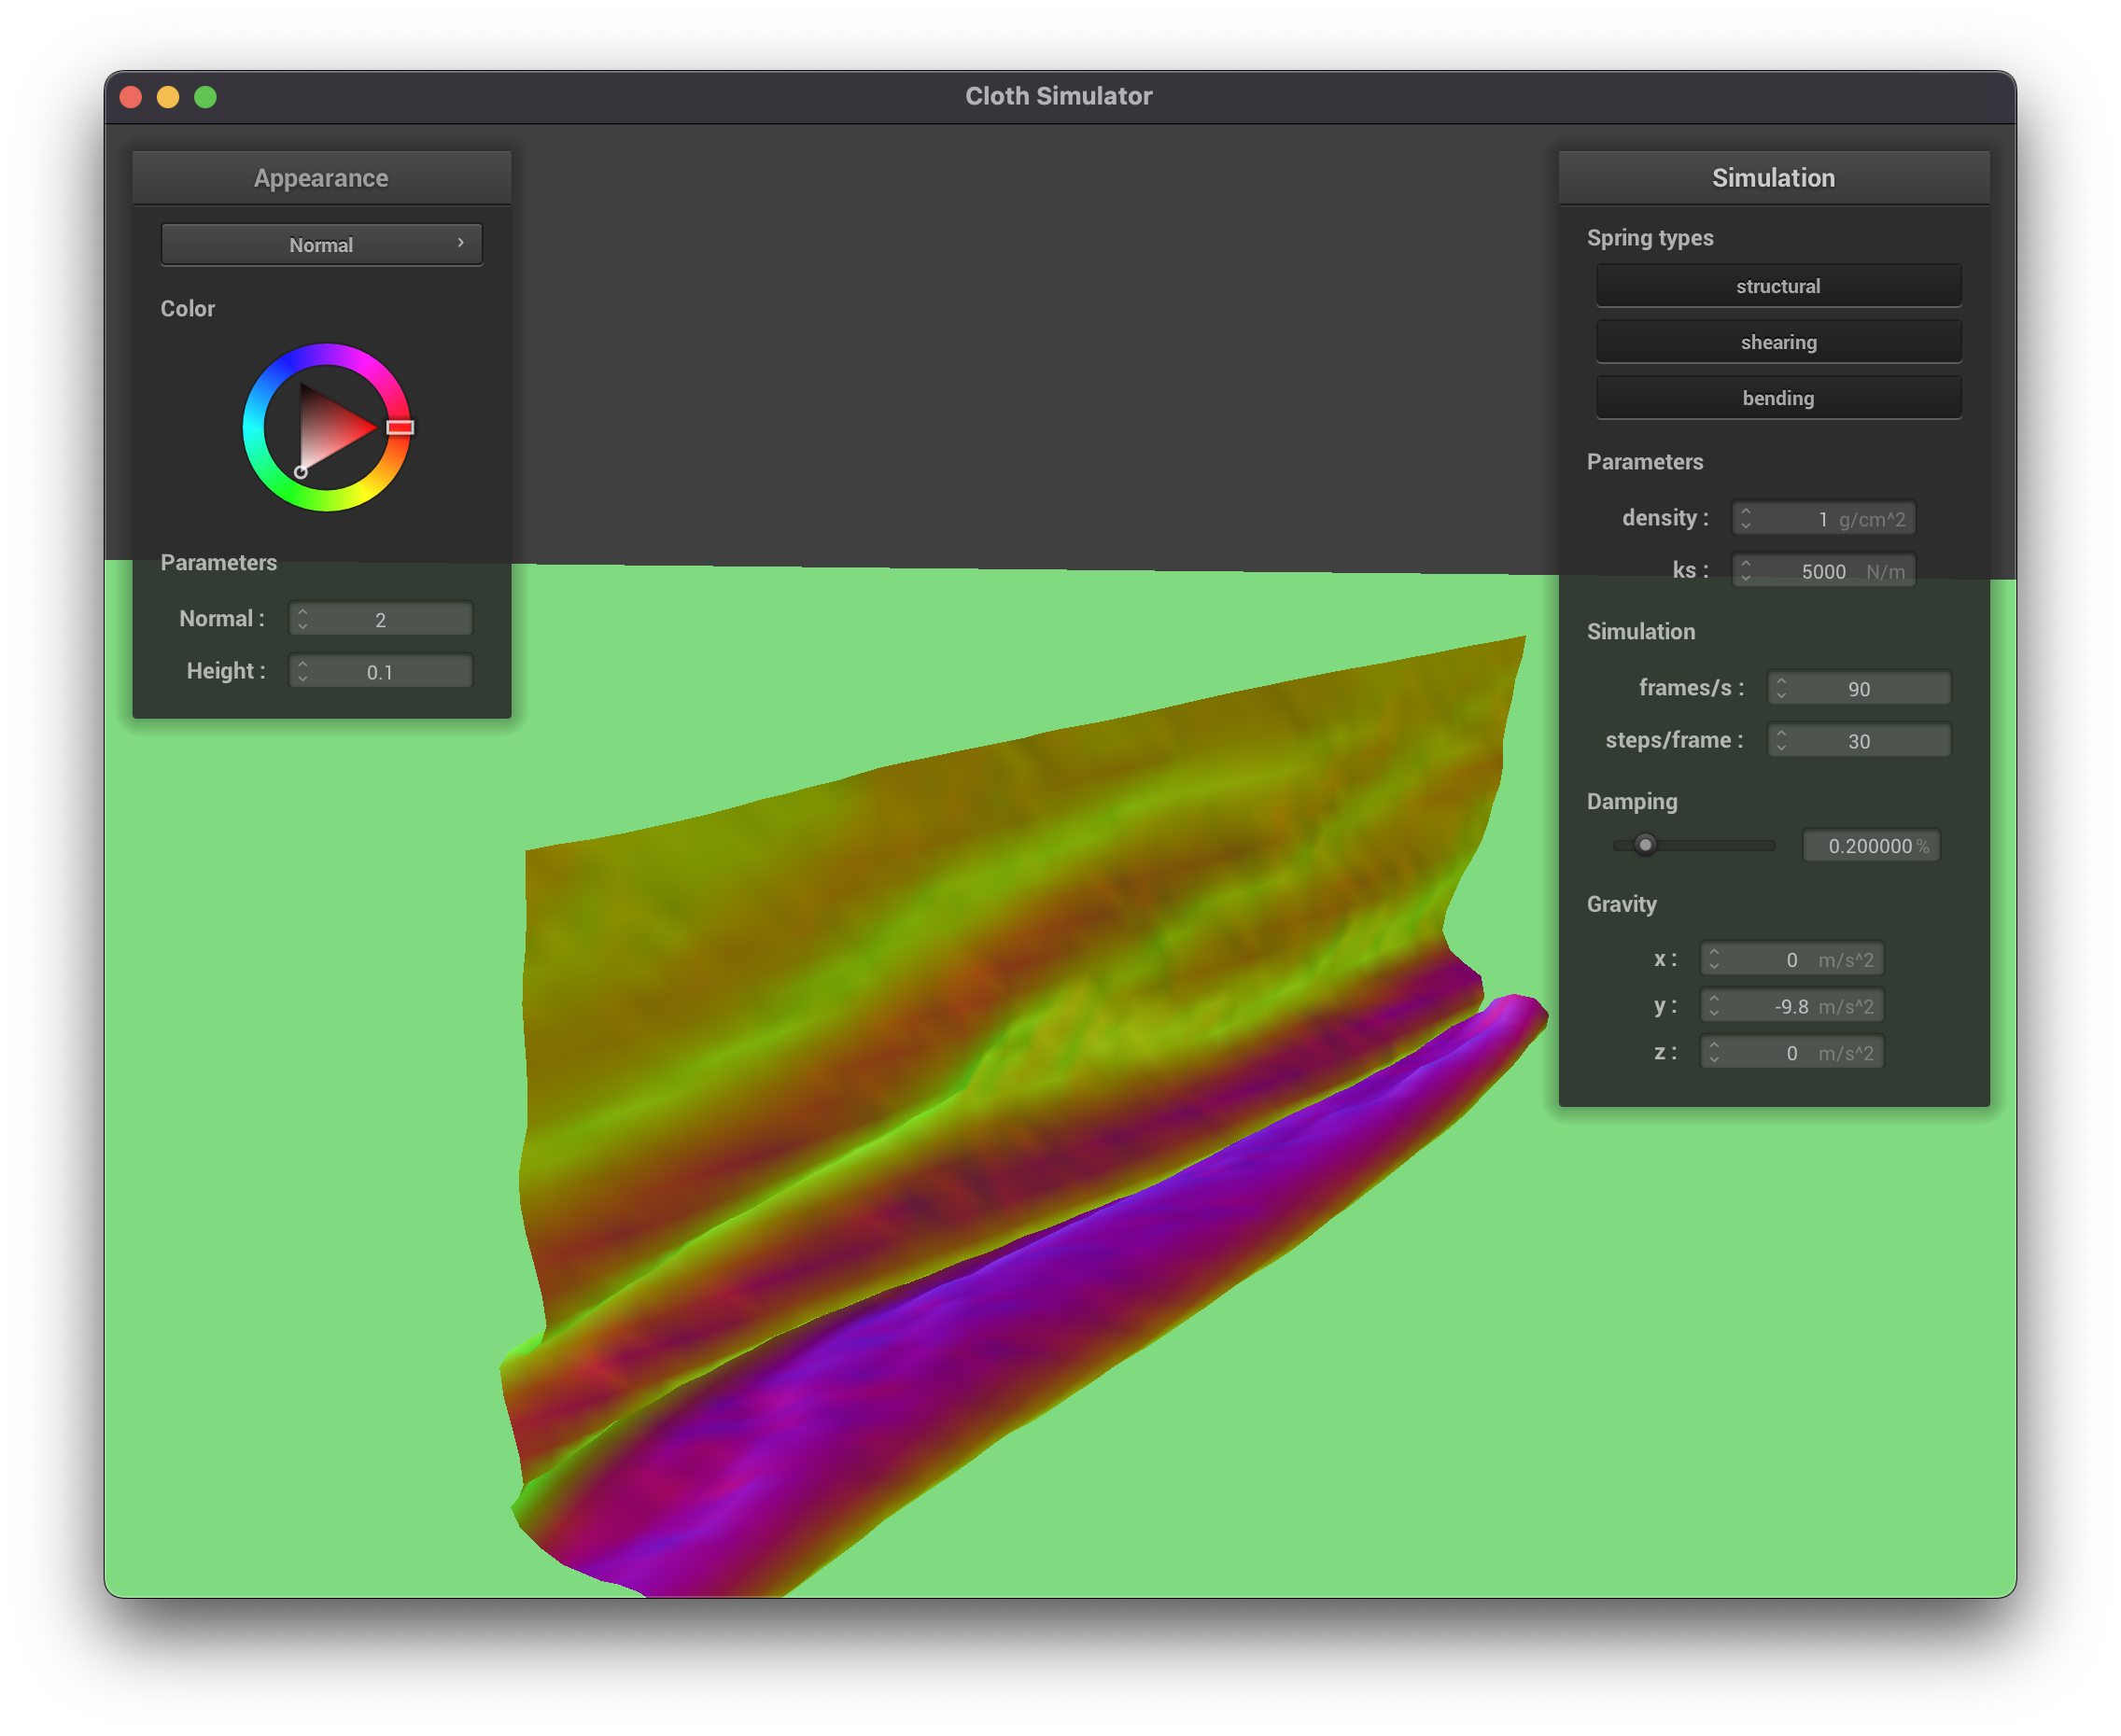 Cloth Simulator
Appearance
Normal
Color
Parameters
Normal :
2
Height :
0.1
Simulation
Spring types
structural
shearing
bending
Parameters
density :
1 g/cm^2
ks :
5000 N/m
Simulation
frames/s :
90
steps/frame :
30
Damping
0.200000 %
Gravity
x :
0 m/s^2
y :
-9.8 m/s^2
z :
0 m/s^2